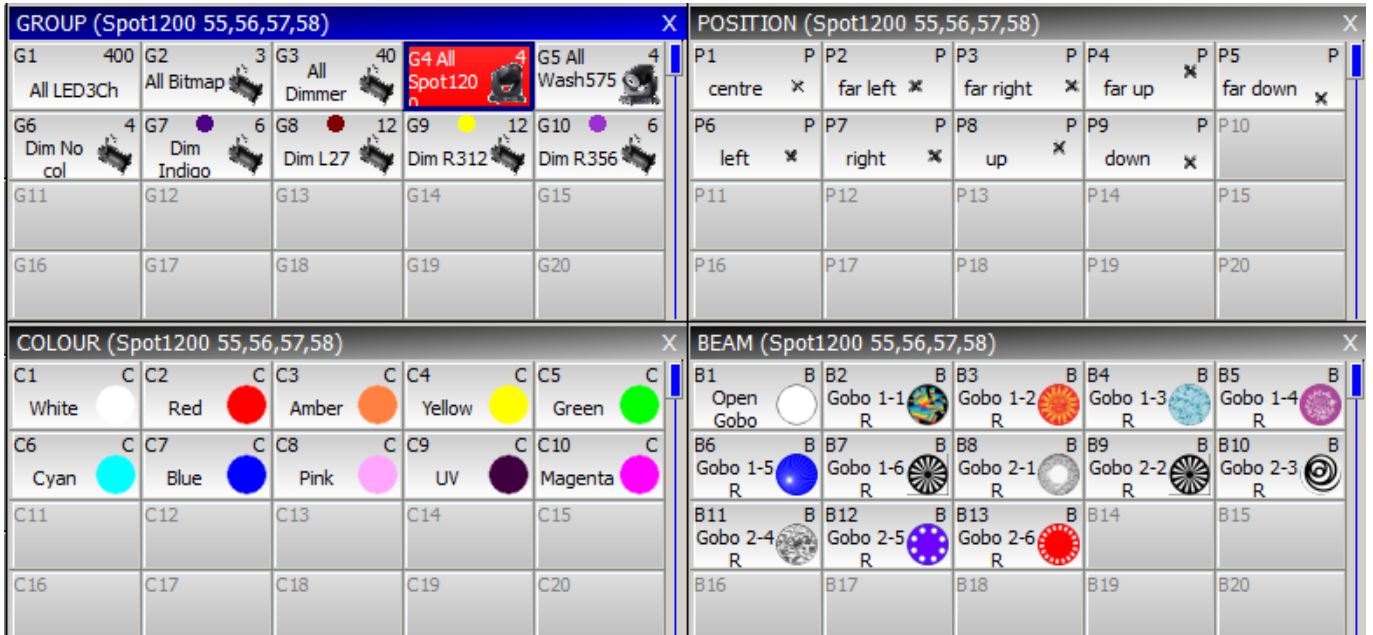 GROUP (Spot1200 55,56,57,58) X
G1 400 G2 3 G3 40 G4 All 4 G5 All 4
All LED3Ch All Bitmap All Dimmer Spot120 0 Wash575
G6 4 G7 6 G8 12 G9 12 G10 6
Dim No col Dim Indigo Dim L27 Dim R312 Dim R356
G11 G12 G13 G14 G15
G16 G17 G18 G19 G20
POSITION (Spot1200 55,56,57,58) X
P1 P P2 P P3 P P4 P P5 P
centre far left far right far up far down
P6 P P7 P P8 P P9 P P10
left right up down
P11 P12 P13 P14 P15
P16 P17 P18 P19 P20
COLOUR (Spot1200 55,56,57,58) X
C1 C C2 C C3 C C4 C C5 C
White Red Amber Yellow Green
C6 C C7 C C8 C C9 C C10 C
Cyan Blue Pink UV Magenta
C11 C12 C13 C14 C15
C16 C17 C18 C19 C20
BEAM (Spot1200 55,56,57,58) X
B1 B B2 B B3 B B4 B B5 B
Open Gobo 1-1 Gobo 1-2 Gobo 1-3 Gobo 1-4
Gobo R R R R
B6 B B7 B B8 B B9 B B10 B
Gobo 1-5 Gobo 1-6 Gobo 2-1 Gobo 2-2 Gobo 2-3
R R R R R
B11 B B12 B B13 B B14 B15
Gobo 2-4 Gobo 2-5 Gobo 2-6
R R R
B16 B17 B18 B19 B20